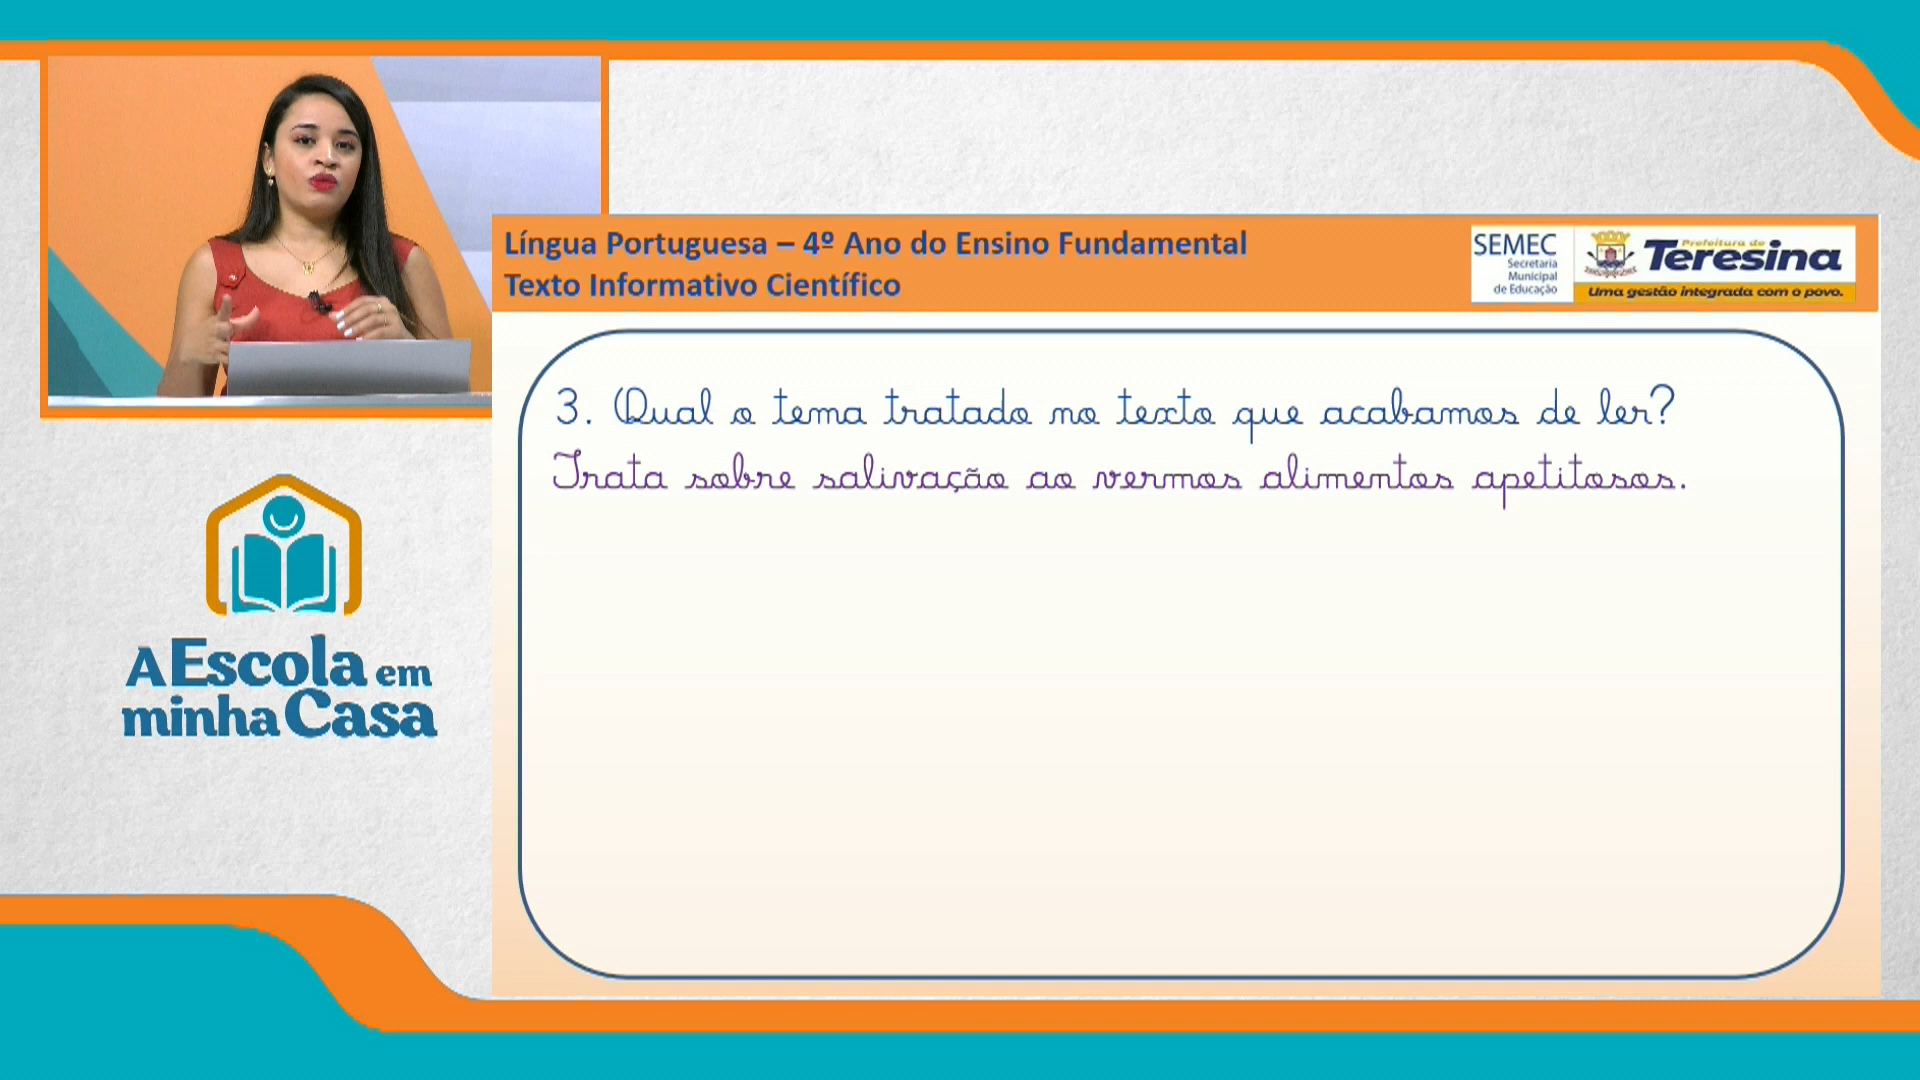 Língua Portuguesa – 4º Ano do Ensino Fundamental
Texto Informativo Científico
SEMEC
Secretaria
Municipal
de Educação
Prefeitura de
Teresina
Uma gestão integrada com o povo.
3. Qual o tema tratado no texto que acabamos de ler?
Trata sobre salivação ao vermos alimentos apetitosos.
A Escola em
minha Casa